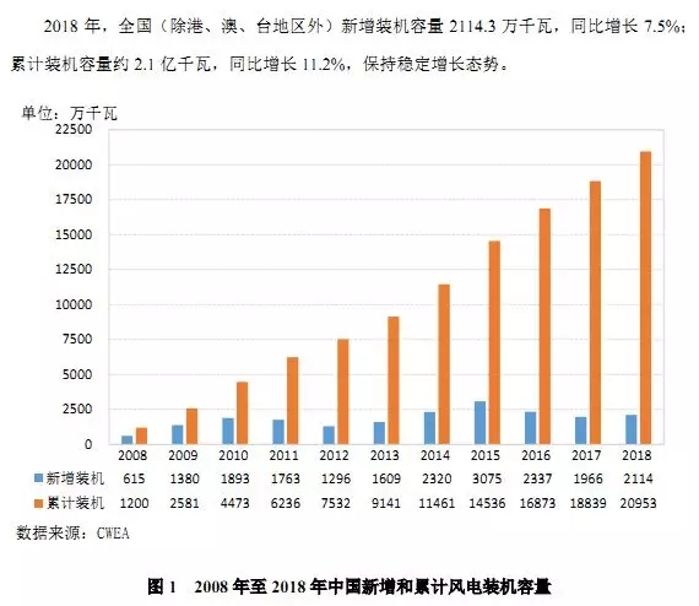 2018 年，全国（除港、澳、台地区外）新增装机容量 2114.3 万千瓦，同比增长 7.5%；
累计装机容量约 2.1 亿千瓦，同比增长 11.2%，保持稳定增长态势。
单位：万千瓦
22500
20000
17500
15000
12500
10000
7500
5000
2500
0
2008 2009 2010 2011 2012 2013 2014 2015 2016 2017 2018
新增装机 615 1380 1893 1763 1296 1609 2320 3075 2337 1966 2114
累计装机 1200 2581 4473 6236 7532 9141 11461 14536 16873 18839 20953
数据来源：CWEA
图 1 2008 年至 2018 年中国新增和累计风电装机容量